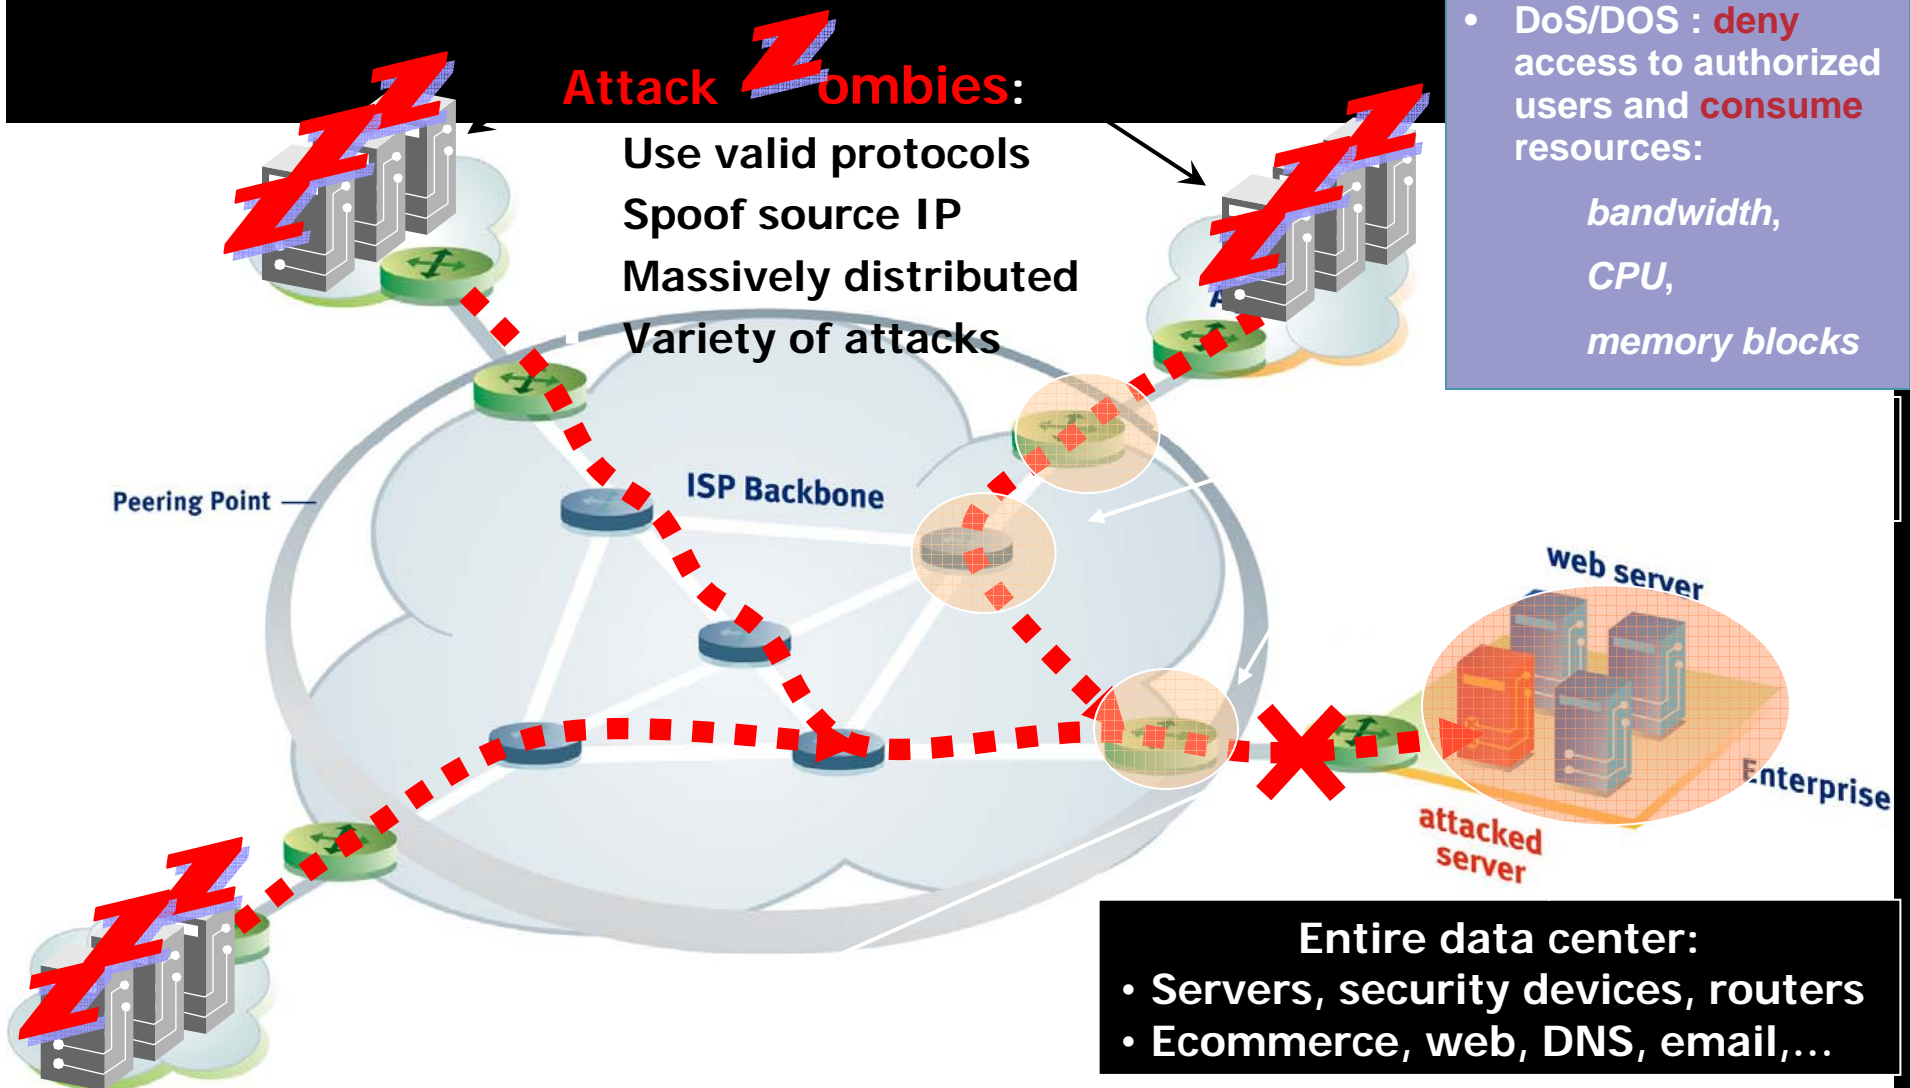 Attack Zombies:
Use valid protocols
Spoof source IP
Massively distributed
Variety of attacks
• DoS/DOS : deny
access to authorized
users and consume
resources:
bandwidth,
CPU,
memory blocks
Peering Point
ISP Backbone
web server
Enterprise
attacked
server
Entire data center:
• Servers, security devices, routers
• Ecommerce, web, DNS, email,...